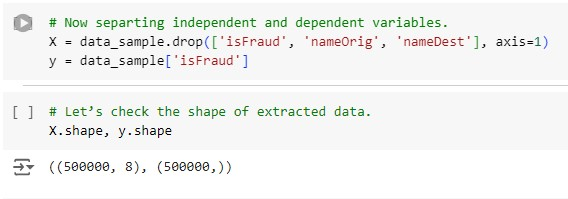 # Now separting independent and dependent variables.
X = data_sample.drop(['isFraud', 'nameOrig', 'nameDest'], axis=1)
y = data_sample['isFraud']
[ ] # Let’s check the shape of extracted data.
X.shape, y.shape
((500000, 8), (500000,))